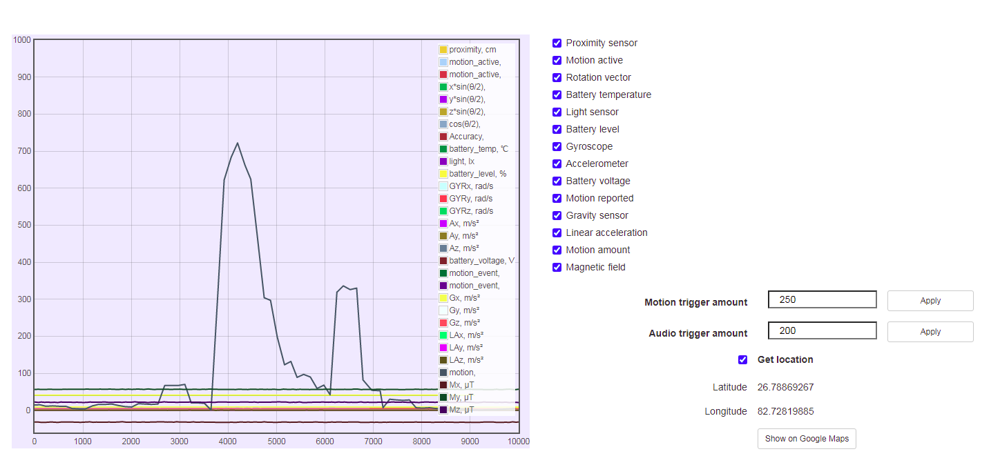 1000
900
800
700
600
500
400
300
200
100
0
0 1000 2000 3000 4000 5000 6000 7000 8000 9000 10000
proximity, cm
motion_active,
motion_active,
x*sin(θ/2),
y*sin(θ/2),
z*sin(θ/2),
cos(θ/2),
Accuracy,
battery_temp, ℃
light, lx
battery_level, %
GYRx, rad/s
GYRy, rad/s
GYRz, rad/s
Ax, m/s²
Ay, m/s²
Az, m/s²
battery_voltage, V
motion_event,
motion_event,
Gx, m/s²
Gy, m/s²
Gz, m/s²
LAx, m/s²
LAy, m/s²
LAz, m/s²
motion,
Mx, µT
My, µT
Mz, µT
Proximity sensor
Motion active
Rotation vector
Battery temperature
Light sensor
Battery level
Gyroscope
Accelerometer
Battery voltage
Motion reported
Gravity sensor
Linear acceleration
Motion amount
Magnetic field
Motion trigger amount 250 Apply
Audio trigger amount 200 Apply
Get location
Latitude 26.78869267
Longitude 82.72819885
Show on Google Maps